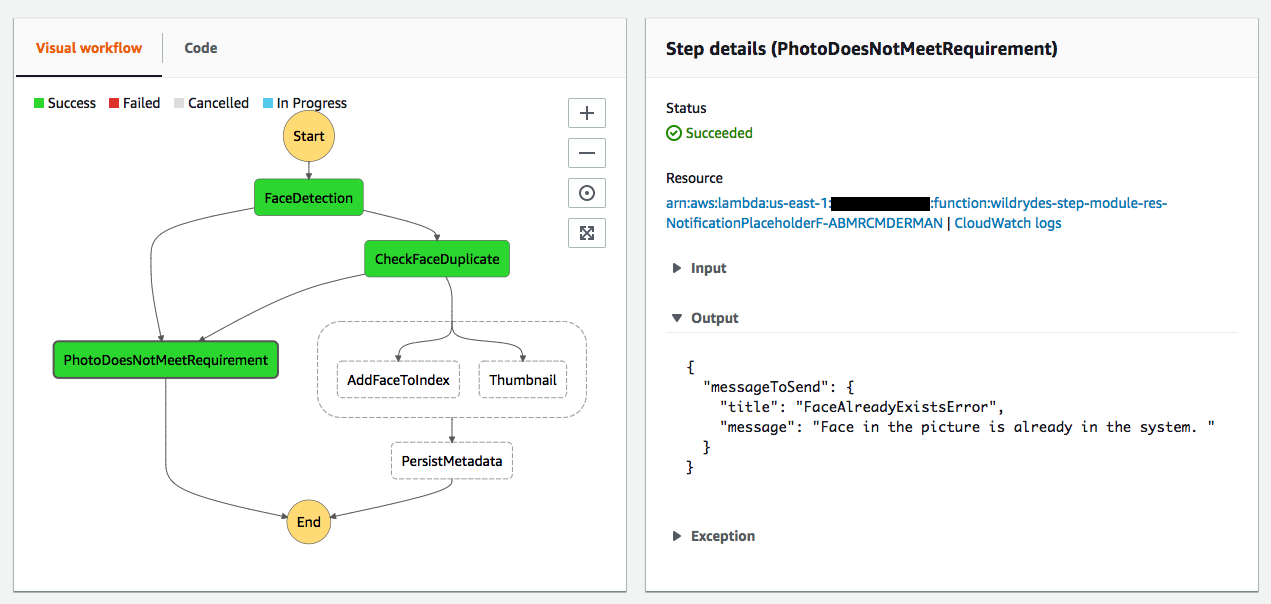 Visual workflow
Code
Success
Failed
Cancelled
In Progress
Start
FaceDetection
CheckFaceDuplicate
PhotoDoesNotMeetRequirement
AddFaceToIndex
Thumbnail
PersistMetadata
End
Step details (PhotoDoesNotMeetRequirement)
Status
Succeeded
Resource
arn:aws:lambda:us-east-1: :function:wildrydes-step-module-res-
NotificationPlaceholderF-ABMRCMDERMAN | CloudWatch logs
Input
Output
{
"messageToSend": {
"title": "FaceAlreadyExistsError",
"message": "Face in the picture is already in the system. "
}
}
Exception